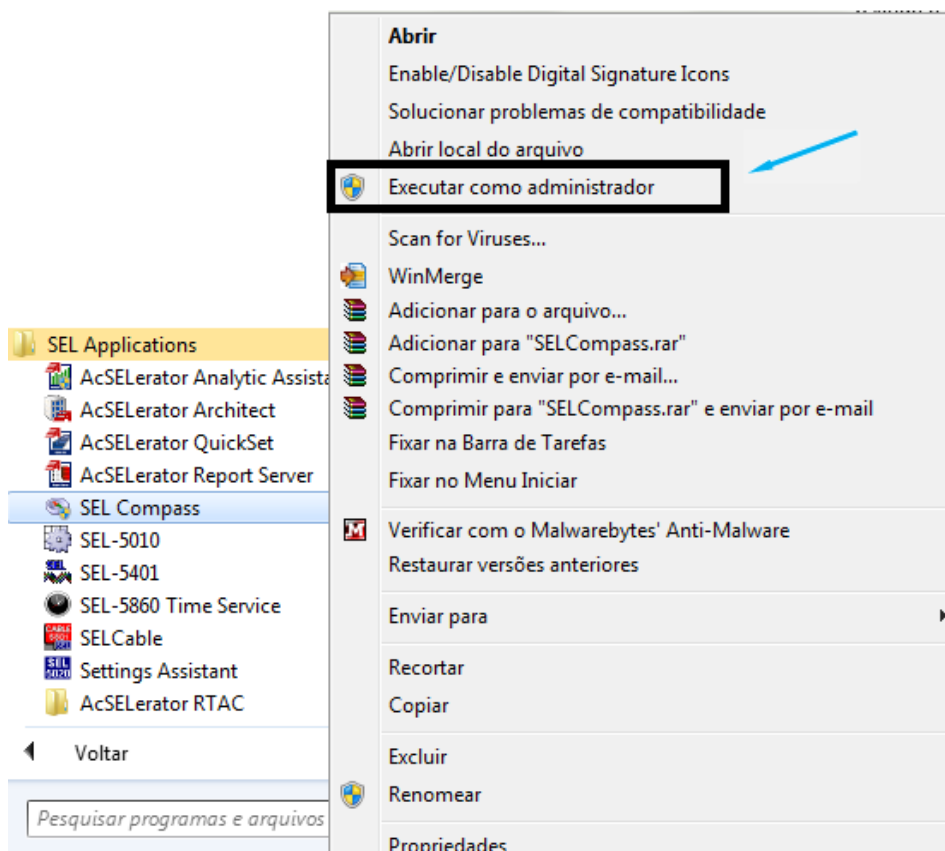 Abrir
Enable/Disable Digital Signature Icons
Solucionar problemas de compatibilidade
Abrir local do arquivo
Executar como administrador
Scan for Viruses...
WinMerge
Adicionar para o arquivo...
Adicionar para "SELCompass.rar"
Comprimir e enviar por e-mail...
Comprimir para "SELCompass.rar" e enviar por e-mail
Fixar na Barra de Tarefas
Fixar no Menu Iniciar
Verificar com o Malwarebytes' Anti-Malware
Restaurar versões anteriores
Enviar para
Recortar
Copiar
Excluir
Renomear
Propriedades
SEL Applications
AcSELerator Analytic Assista
AcSELerator Architect
AcSELerator QuickSet
AcSELerator Report Server
SEL Compass
SEL-5010
SEL-5401
SEL-5860 Time Service
SELCable
Settings Assistant
AcSELerator RTAC
Voltar
Pesquisar programas e arquivos